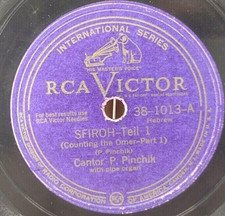 INTERNATIONAL SERIES
"HIS MASTER'S VOICE"
RCA VICTOR
For best results use
RCA Victor Needles
38-1013-A
Hebrew
SFIROH-Teil 1
(Counting the Omer-Part 1)
(P. Pinchik)
Cantor P. Pinchik
with pipe organ